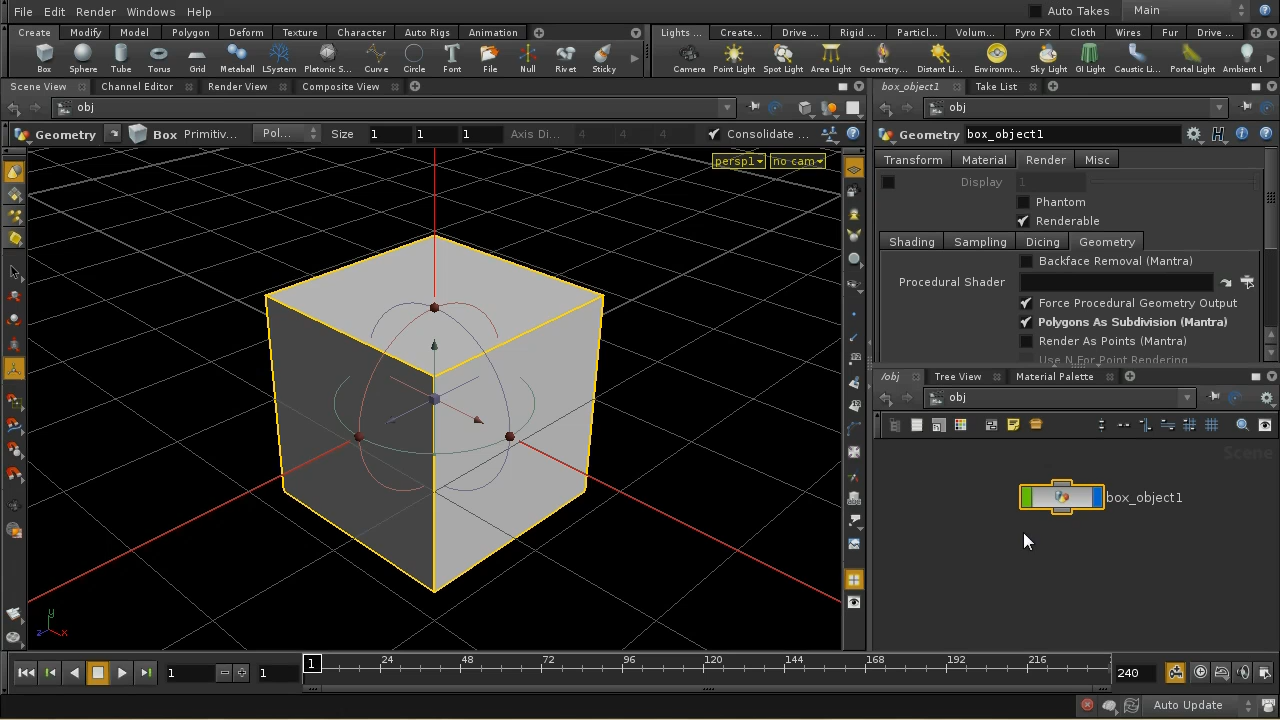 File Edit Render Windows Help Auto Takes Main
Create Modify Model Polygon Deform Texture Character Auto Rigs Animation Lights ... Create... Drive ... Rigid ... Particl... Volum... Pyro FX Cloth Wires Fur Drive ...
Box Sphere Tube Torus Grid Metaball LSystem Platonic S... Curve Circle Font File Null Rivet Sticky Camera Point Light Spot Light Area Light Geometry... Distant Li... Environm... Sky Light GI Light Caustic Li... Portal Light Ambient L
Scene View Channel Editor Render View Composite View box_object1 Take List
obj obj
Geometry Box Primitiv... Pol... Size 1 1 1 Axis Di... 4 4 4 Consolidate ... Geometry box_object1
persp1 no cam
Transform Material Render Misc
Display 1
Phantom
Renderable
Shading Sampling Dicing Geometry
Backface Removal (Mantra)
Procedural Shader
Force Procedural Geometry Output
Polygons As Subdivision (Mantra)
Render As Points (Mantra)
Use N For Point Rendering
/obj Tree View Material Palette
obj
Scene
box_object1
y
z x
1 1 1 24 48 72 96 120 144 168 192 216 240
Auto Update